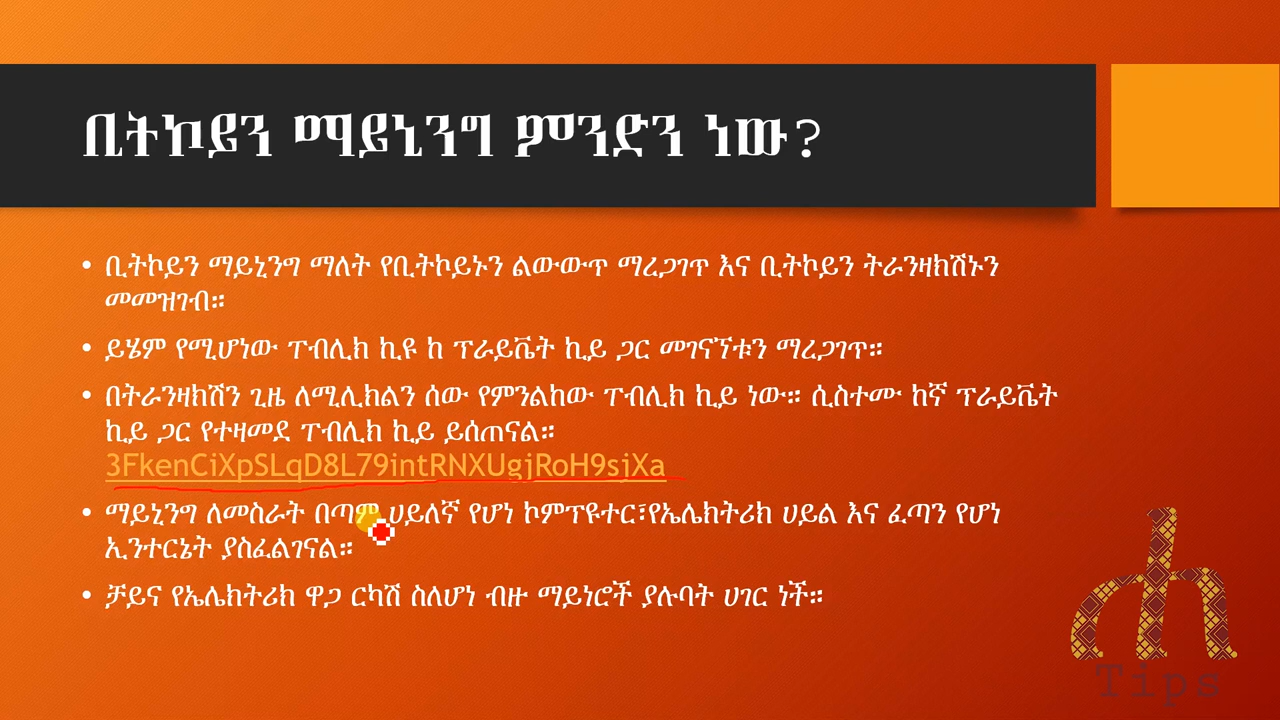 ቢትኮይን ማይኒንግ ምንድን ነው?
• ቢትኮይን ማይኒንግ ማለት የቢትኮይኑን ልውውጥ ማረጋገጥ እና ቢትኮይን ትራንዛክሽኑን
መመዝገብ።
• ይሄም የሚሆነው ፐብሊክ ኪዩ ከ ፕራይቬት ኪይ ጋር መገናኘቱን ማረጋገጥ።
• በትራንዛክሽን ጊዜ ለሚሊክልን ሰው የምንልከው ፐብሊክ ኪይ ነው። ሲስተሙ ከኛ ፕራይቬት
ኪይ ጋር የተዛመደ ፐብሊክ ኪይ ይሰጠናል።
3FkenCiXpSLqD8L79intRNXUgjRoH9sjXa
• ማይኒንግ ለመስራት በጣም ሀይለኛ የሆነ ኮምፕዩተር፣የኤሌክትሪክ ሀይል እና ፈጣን የሆነ
ኢንተርኔት ያስፈልገናል።
• ቻይና የኤሌክትሪክ ዋጋ ርካሽ ስለሆነ ብዙ ማይነሮች ያሉባት ሀገር ነች።
ሐ
Tips